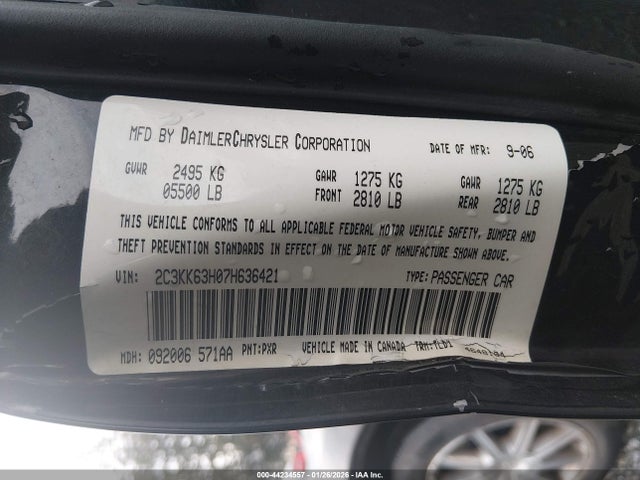 MFD BY DAIMLERCHRYSLER CORPORATION DATE OF MFR: 9-06
GVWR 2495 KG GAWR 1275 KG GAWR 1275 KG
05500 LB FRONT 2810 LB REAR 2810 LB
THIS VEHICLE CONFORMS TO ALL APPLICABLE FEDERAL MOTOR VEHICLE SAFETY, BUMPER AND
THEFT PREVENTION STANDARDS IN EFFECT ON THE DATE OF MANUFACTURE SHOWN ABOVE.
VIN: 2C3KK63H07H636421 TYPE: PASSENGER CAR
MDH: 092006 571AA PNT: PXR VEHICLE MADE IN CANADA TRM:
000-44234557 | 01/26/2026 | IAA Inc.